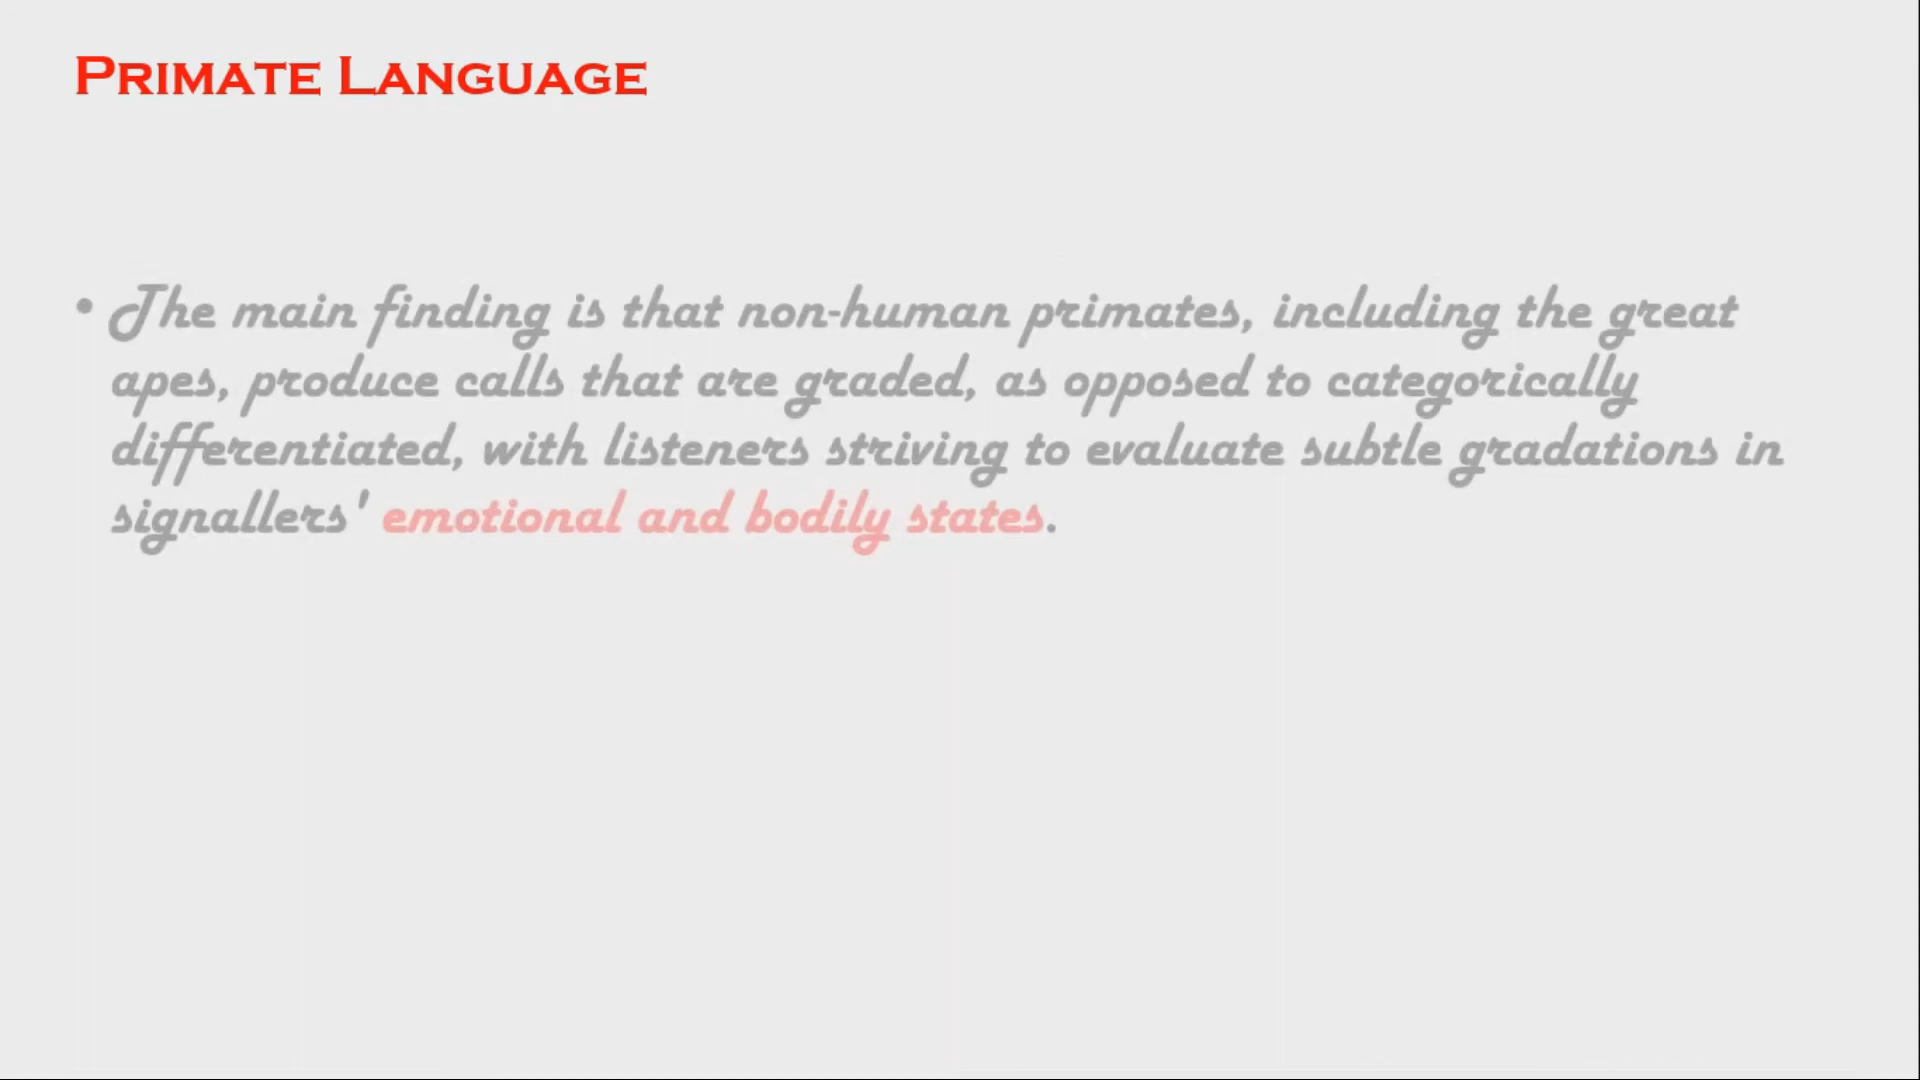 Primate Language
• The main finding is that non-human primates, including the great
apes, produce calls that are graded, as opposed to categorically
differentiated, with listeners striving to evaluate subtle gradations in
signallers' emotional and bodily states.